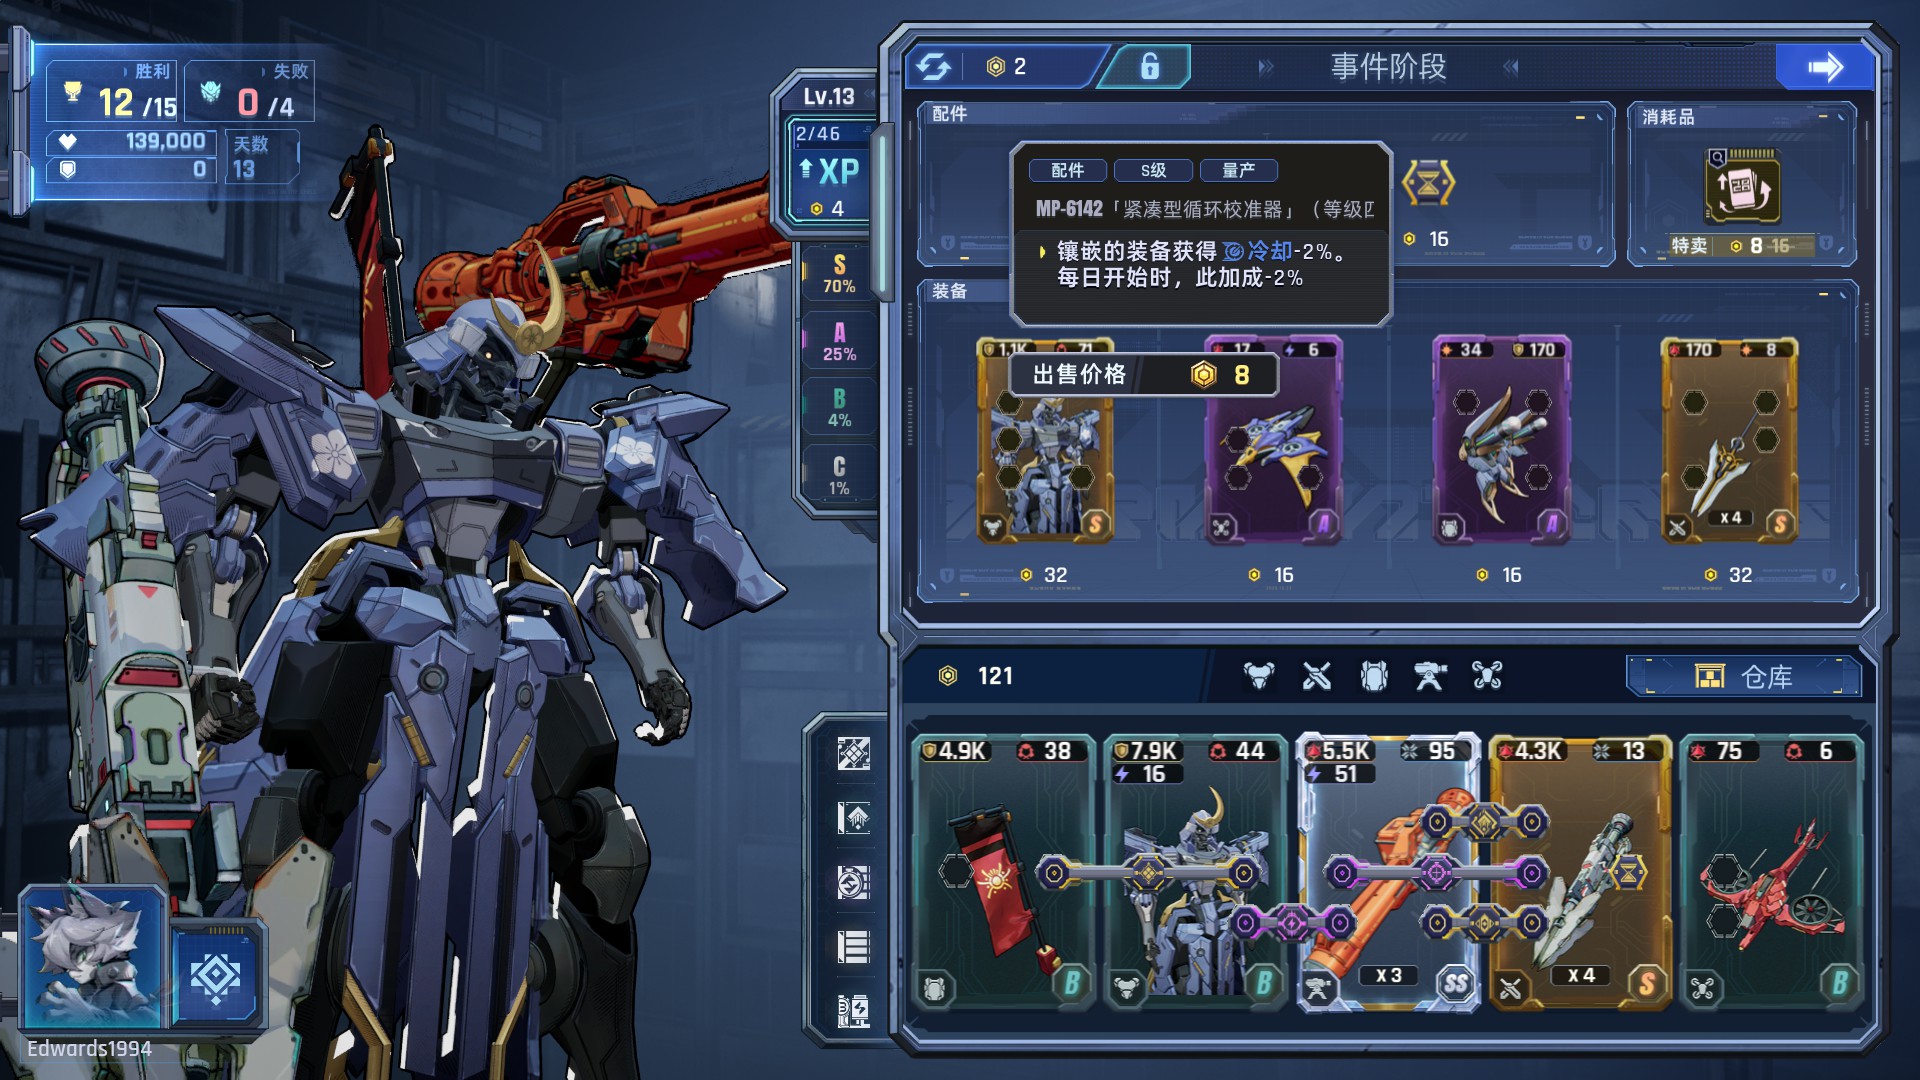 胜利
12/15
失败
0/4
139,000
0
天数
13
Lv.13
2/46
XP
4
S
70%
A
25%
B
4%
C
1%
2
事件阶段
配件
16
消耗品
特卖
8 16
配件
S级
量产
MP-6142「紧凑型循环校准器」（等级
镶嵌的装备获得冷却-2%。
每日开始时，此加成-2%
出售价格
8
装备
1.1K
71
S
32
17
6
A
16
34
170
A
16
170
8
x4
S
32
121
仓库
4.9K
38
B
7.9K
44
16
B
5.5K
95
51
x3
SS
4.3K
13
x4
S
75
6
B
Edwards1994